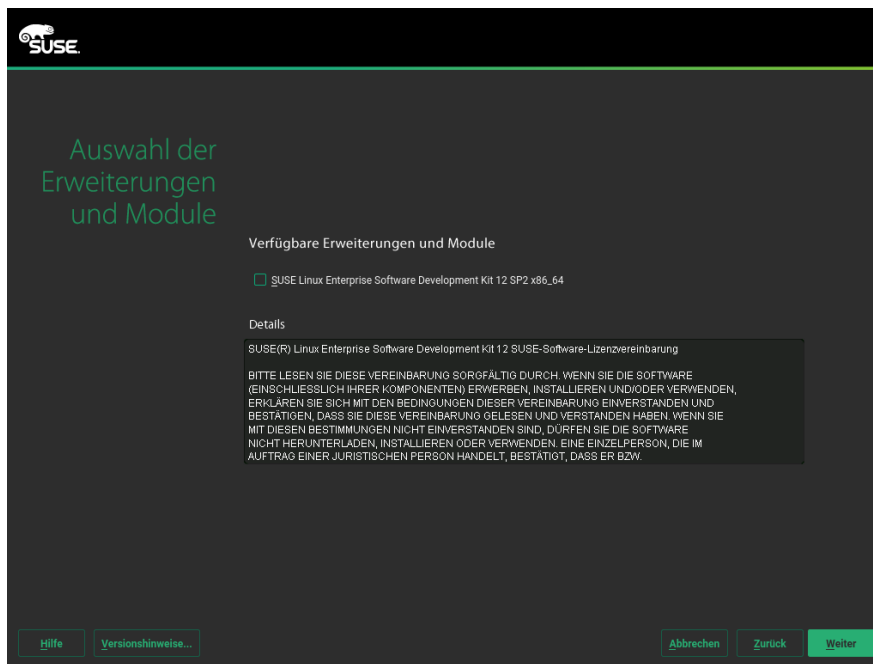 SUSE.
Auswahl der
Erweiterungen
und Module
Verfügbare Erweiterungen und Module
SUSE Linux Enterprise Software Development Kit 12 SP2 x86_64
Details
SUSE(R) Linux Enterprise Software Development Kit 12 SUSE-Software-Lizenzvereinbarung
BITTE LESEN SIE DIESE VEREINBARUNG SORGFÄLTIG DURCH. WENN SIE DIE SOFTWARE
(EINSCHLIESSLICH IHRER KOMPONENTEN) ERWERBEN, INSTALLIEREN UND/ODER VERWENDEN,
ERKLÄREN SIE SICH MIT DEN BEDINGUNGEN DIESER VEREINBARUNG EINVERSTANDEN UND
BESTÄTIGEN, DASS SIE DIESE VEREINBARUNG GELESEN UND VERSTANDEN HABEN. WENN SIE
MIT DIESEN BESTIMMUNGEN NICHT EINVERSTANDEN SIND, DÜRFEN SIE DIE SOFTWARE
NICHT HERUNTERLADEN, INSTALLIEREN ODER VERWENDEN. EINE EINZELPERSON, DIE IM
AUFTRAG EINER JURISTISCHEN PERSON HANDELT, BESTÄTIGT, DASS ER BZW.
Hilfe Versionshinweise... Abbrechen Zurück Weiter